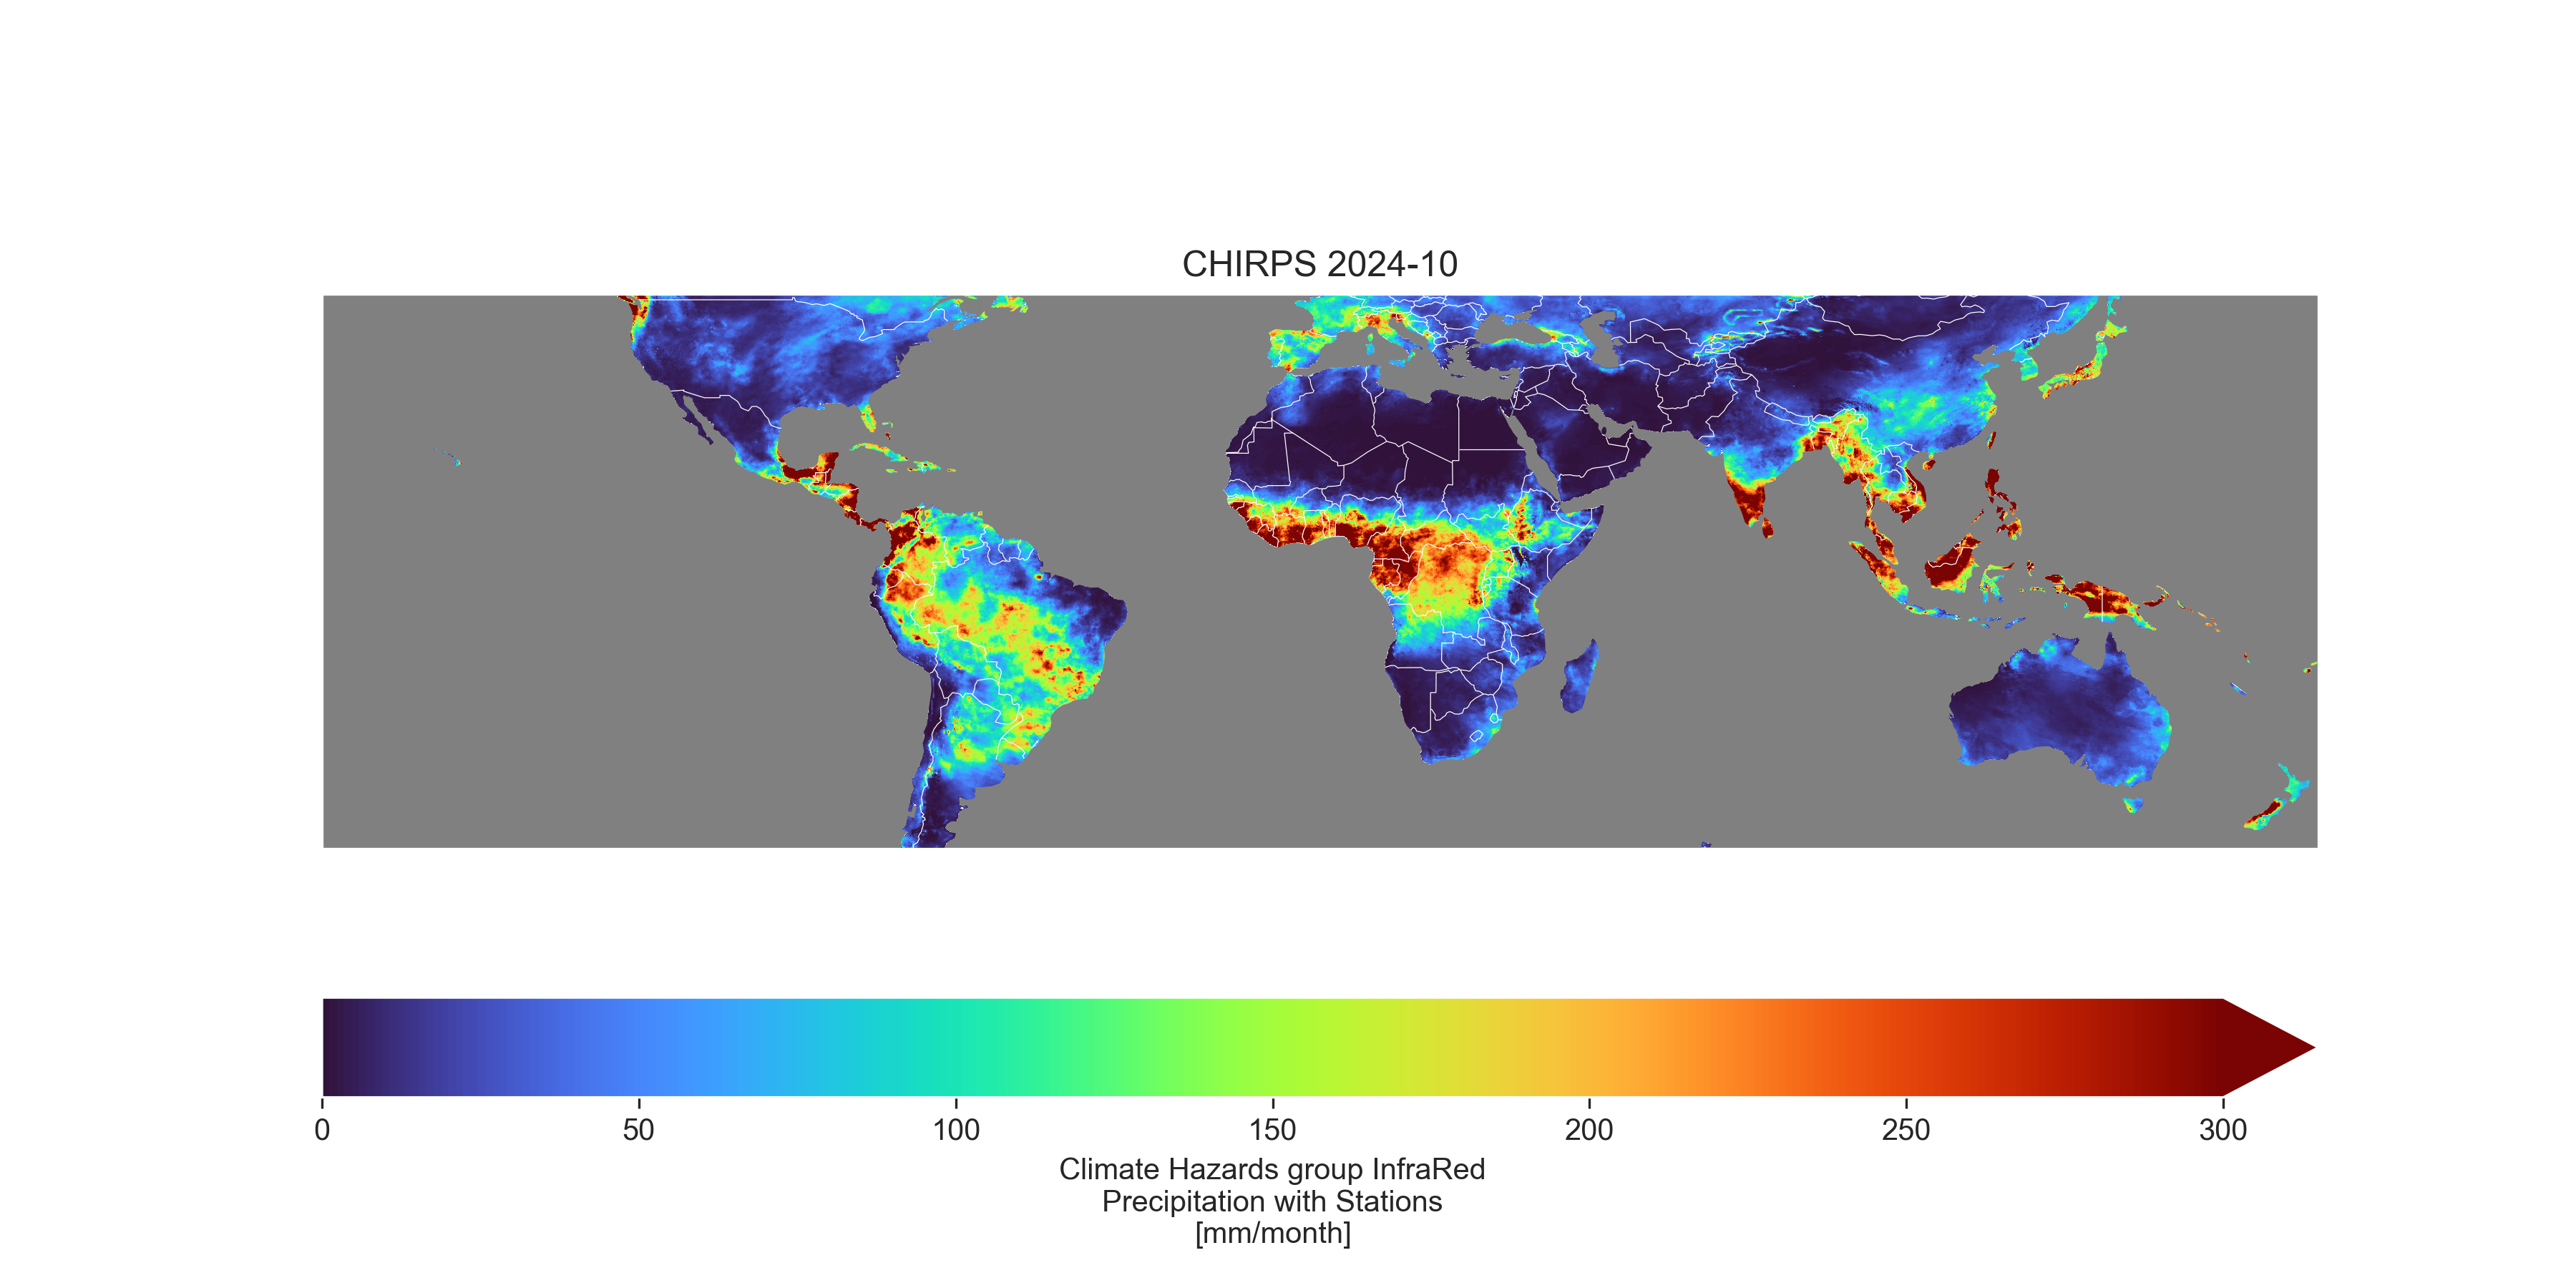 CHIRPS 2024-10
0 50 100 150 200 250 300
Climate Hazards group InfraRed
Precipitation with Stations
[mm/month]